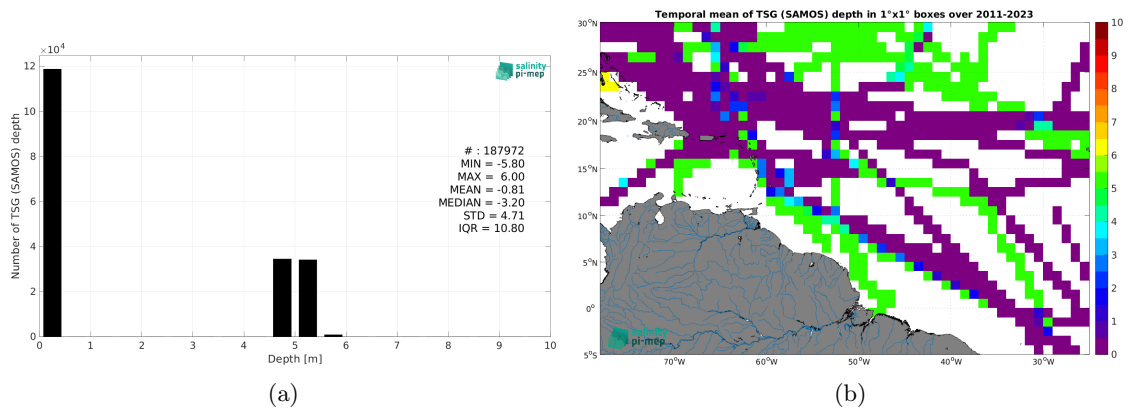 ×10⁴
12
10
8
6
4
2
0
Number of TSG (SAMOS) depth
salinity
pi-mep
# : 187972
MIN = -5.80
MAX = 6.00
MEAN = -0.81
MEDIAN = -3.20
STD = 4.71
IQR = 10.80
0 1 2 3 4 5 6 7 8 9 10
Depth [m]
(a)
Temporal mean of TSG (SAMOS) depth in 1°x1° boxes over 2011-2023
30°N
25°N
20°N
15°N
10°N
5°N
0°
5°S
salinity
pi-mep
70°W 60°W 50°W 40°W 30°W
10
9
8
7
6
5
4
3
2
1
0
(b)